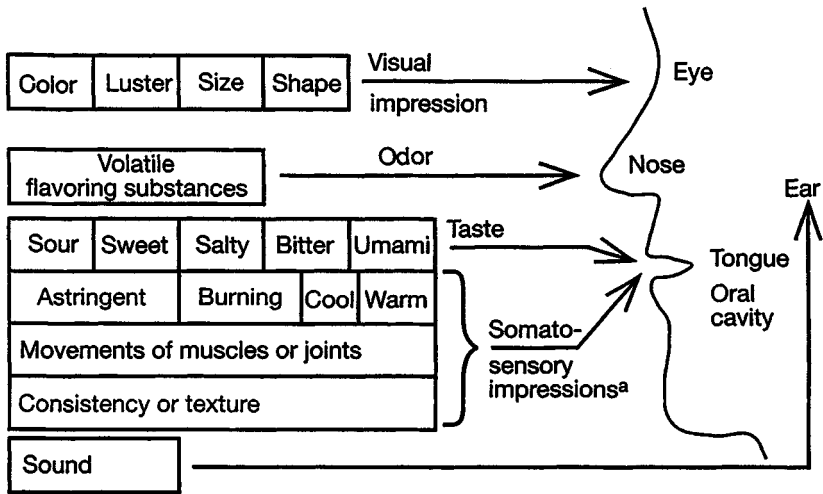 Color Luster Size Shape
Visual
impression
Eye
Volatile
flavoring substances
Odor
Nose
Ear
Sour Sweet Salty Bitter Umami
Taste
Tongue
Oral
cavity
Astringent Burning Cool Warm
Somato-
sensory
impressionsª
Movements of muscles or joints
Consistency or texture
Sound